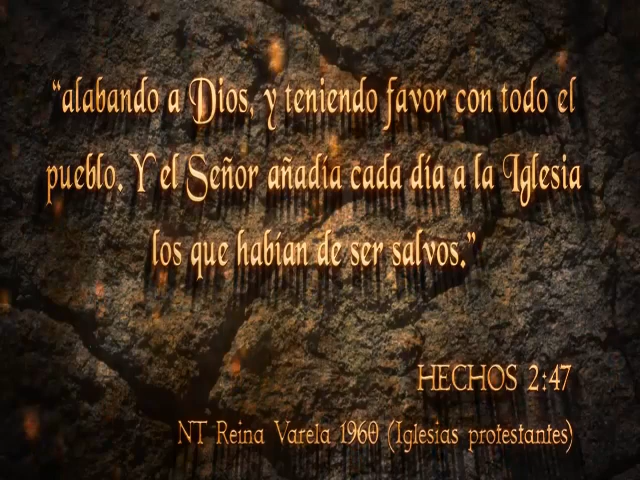 “alabando a Dios, y teniendo favor con todo el
pueblo. Y el Señor añadía cada día a la Iglesia
los que habían de ser salvos.”
HECHOS 2:47
NT Reina Varela 1960 (Iglesias protestantes)